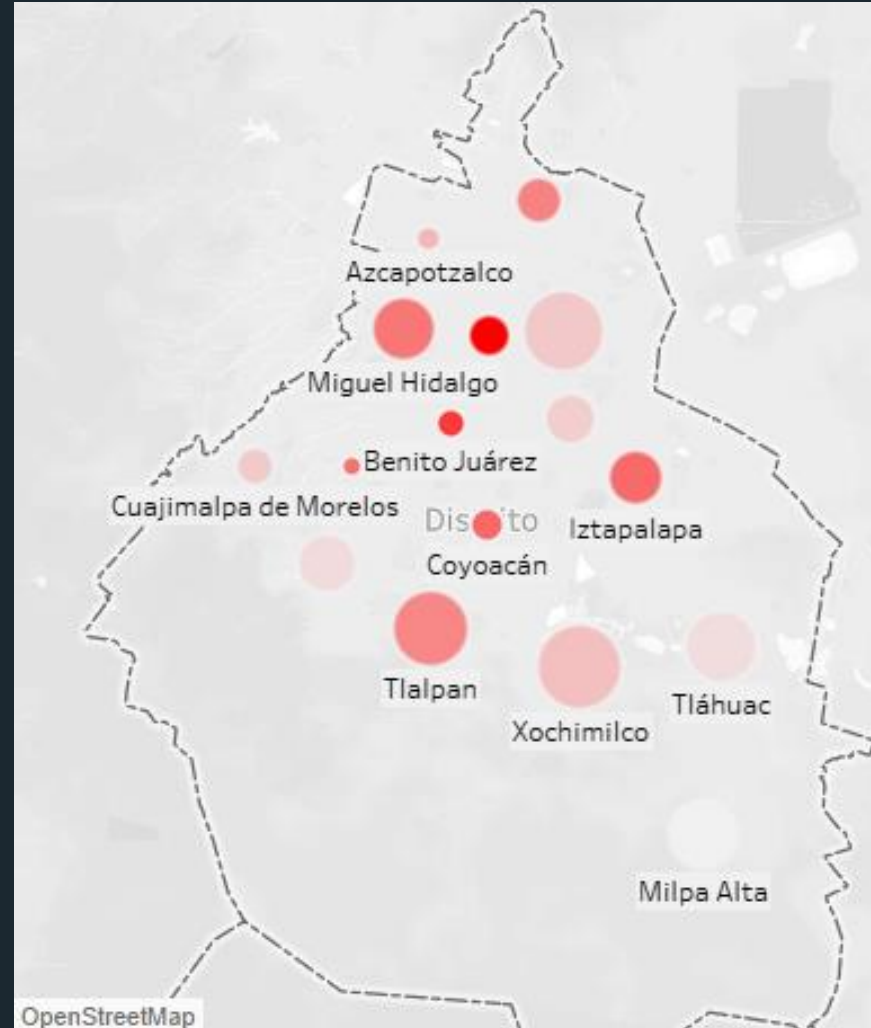 Azcapotzalco
Miguel Hidalgo
Benito Juárez
Cuajimalpa de Morelos
Iztapalapa
Coyoacán
Tlalpan
Tláhuac
Xochimilco
Milpa Alta
OpenStreetMap